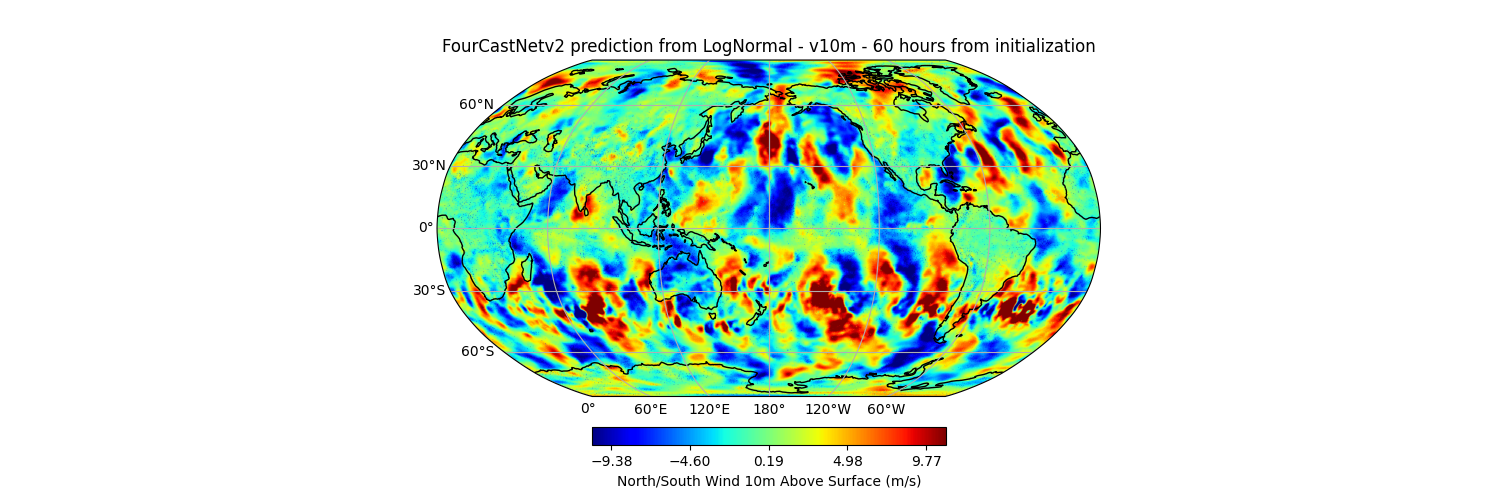 FourCastNetv2 prediction from LogNormal - v10m - 60 hours from initialization
60°N
30°N
0°
30°S
60°S
0° 60°E 120°E 180° 120°W 60°W
−9.38 −4.60 0.19 4.98 9.77
North/South Wind 10m Above Surface (m/s)